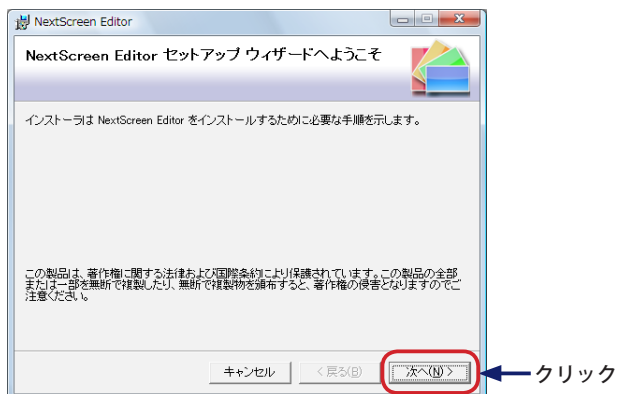 NextScreen Editor
NextScreen Editor セットアップ ウィザードへようこそ
インストーラは NextScreen Editor をインストールするために必要な手順を示します。
この製品は、著作権に関する法律および国際条約により保護されています。この製品の全部
または一部を無断で複製したり、無断で複製物を頒布すると、著作権の侵害となりますのでご
注意ください。
キャンセル
< 戻る(B)
次へ(N) >
クリック